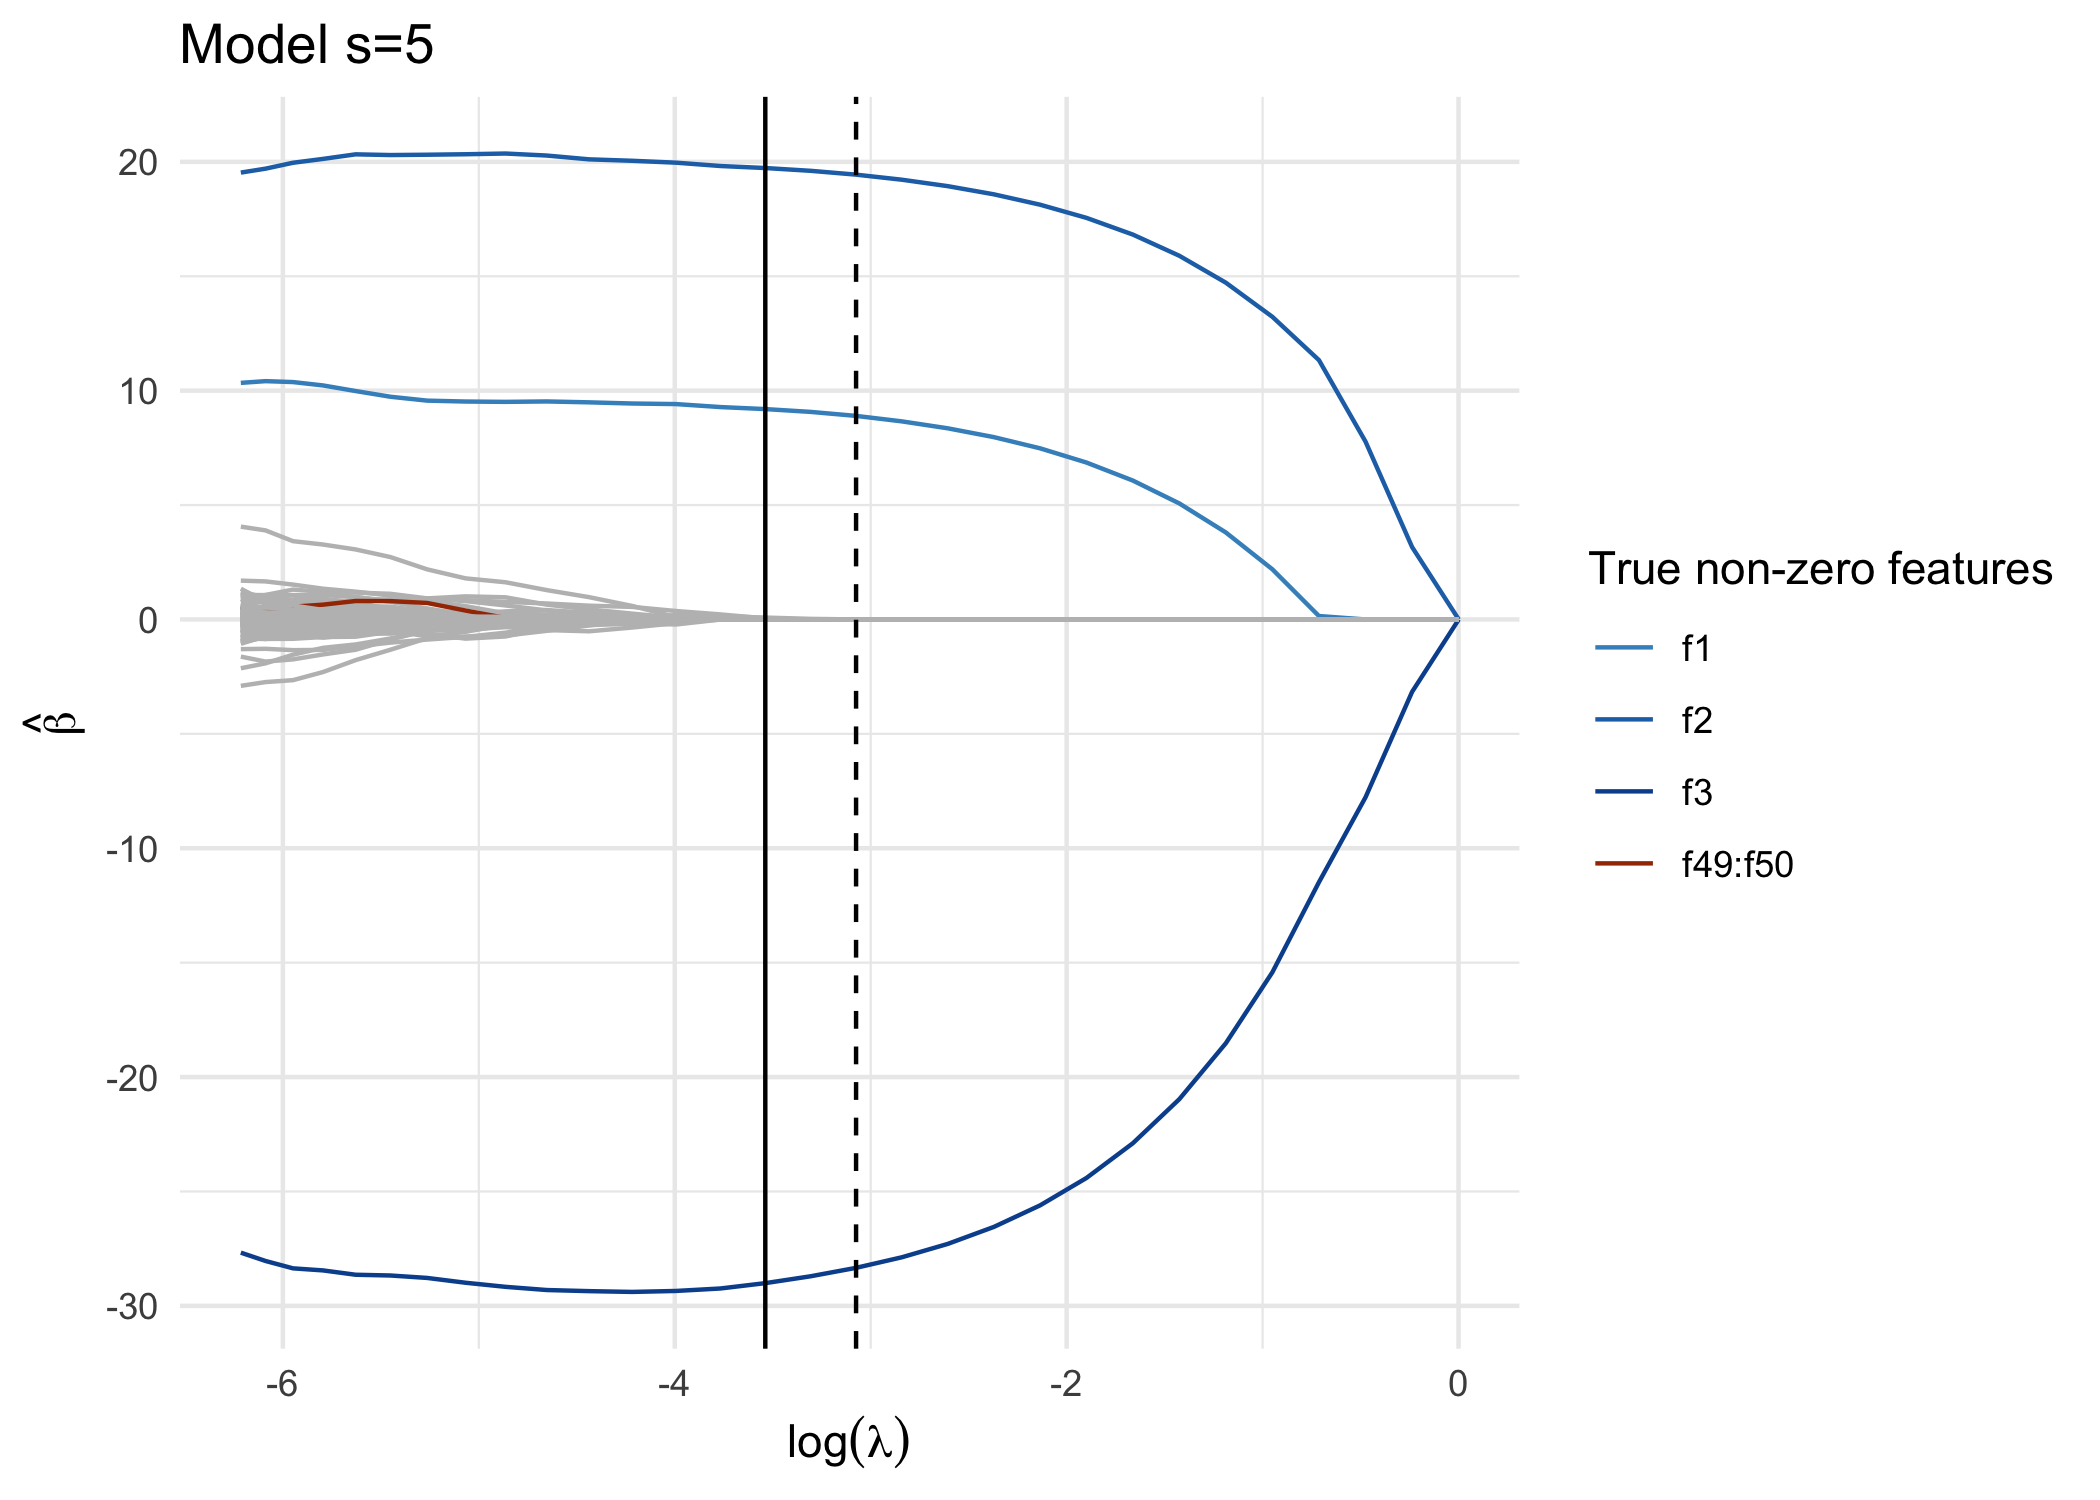 Model s=5
20
10
0
-10
-20
-30
β̂
-6 -4 -2 0
log(λ)
True non-zero features
f1
f2
f3
f49:f50